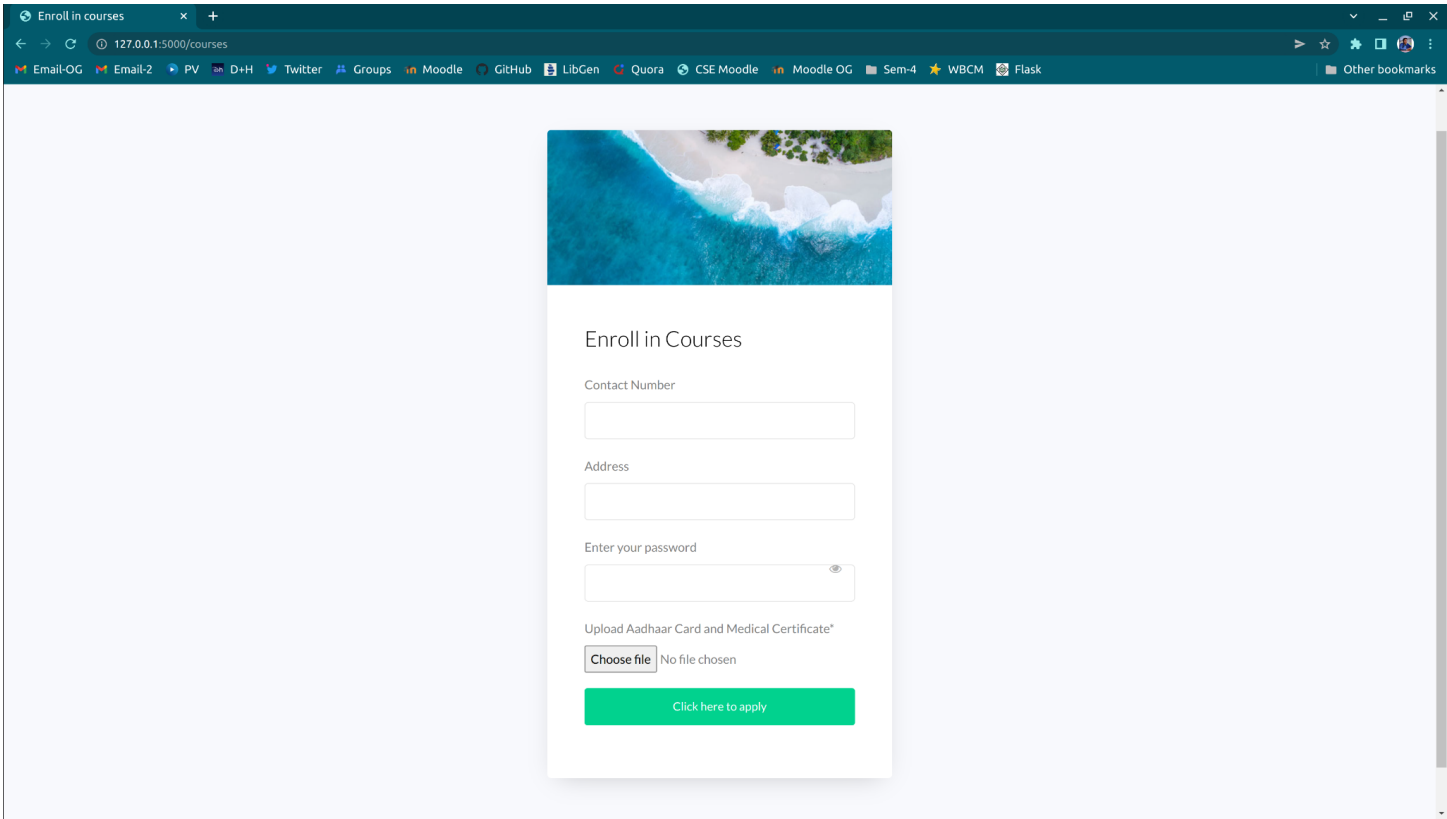 Enroll in courses
127.0.0.1:5000/courses
Email-OG Email-2 PV D+H Twitter Groups Moodle GitHub LibGen Quora CSE Moodle Moodle OG Sem-4 WBCM Flask Other bookmarks
Enroll in Courses
Contact Number
Address
Enter your password
Upload Aadhaar Card and Medical Certificate*
Choose file No file chosen
Click here to apply